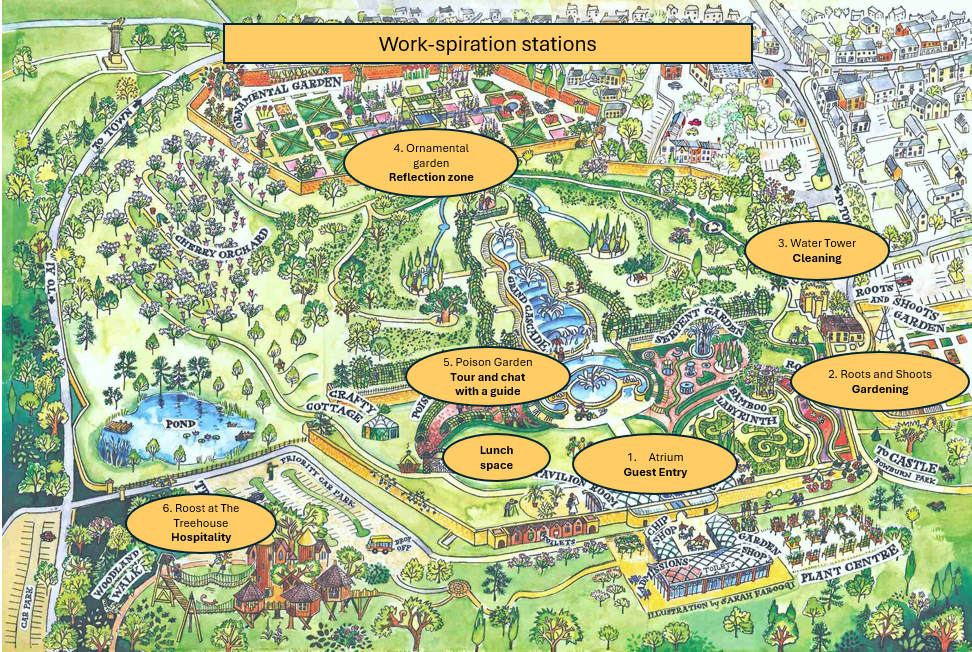 Work-spiration stations
ORNAMENTAL GARDEN
TO TOWN
4. Ornamental
garden
Reflection zone
CHERRY ORCHARD
3. Water Tower
Cleaning
ROOTS
AND SHOOTS
GARDEN
GRAND CASCADE
SERPENT GARDEN
5. Poison Garden
Tour and chat
with a guide
2. Roots and Shoots
Gardening
BAMBOO
LABYRINTH
CRAFTY
COTTAGE
POND
Lunch
space
1. Atrium
Guest Entry
TO CASTLE
PAVILION ROOM
PRIORITY CAR PARK
6. Roost at The
Treehouse
Hospitality
DROP
OFF
TOILETS
CHIP
SHOP
GARDEN
SHOP
TOILETS
PLANT CENTRE
WOODLAND
WALK
CAR PARK
ILLUSTRATION by SARAH FAROOQI